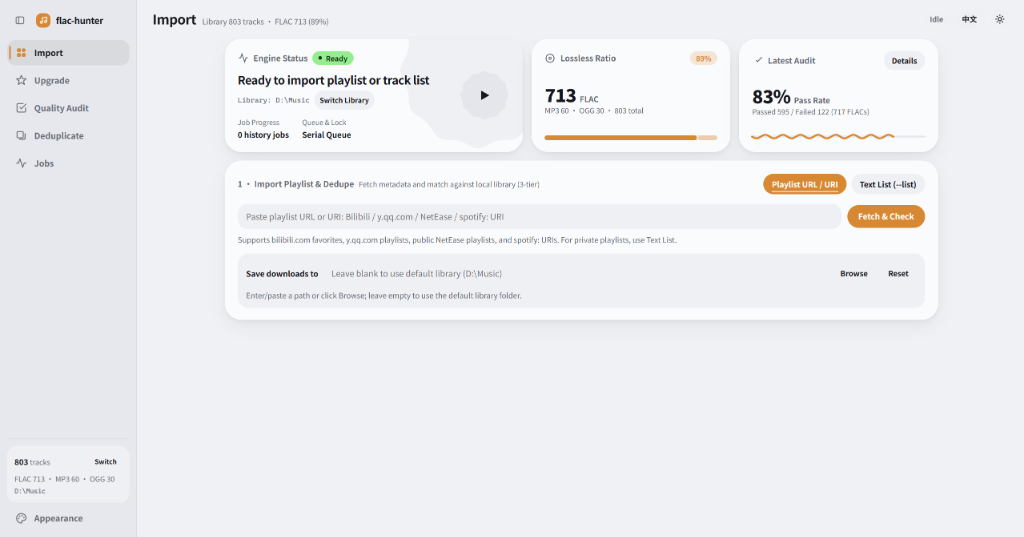 flac-hunter
Import
Upgrade
Quality Audit
Deduplicate
Jobs
803 tracks
Switch
FLAC 713 • MP3 60 • OGG 30
D:\Music
Appearance
Import
Library 803 tracks • FLAC 713 (89%)
Idle
中文
Engine Status
Ready
Ready to import playlist or track list
Library: D:\Music
Switch Library
Job Progress
0 history jobs
Queue & Lock
Serial Queue
Lossless Ratio
89%
713 FLAC
MP3 60 • OGG 30 • 803 total
Latest Audit
Details
83% Pass Rate
Passed 595 / Failed 122 (717 FLACs)
1 • Import Playlist & Dedupe
Fetch metadata and match against local library (3-tier)
Playlist URL / URI
Text List (--list)
Paste playlist URL or URI: Bilibili / y.qq.com / NetEase / spotify: URI
Fetch & Check
Supports bilibili.com favorites, y.qq.com playlists, public NetEase playlists, and spotify: URIs. For private playlists, use Text List.
Save downloads to
Leave blank to use default library (D:\Music)
Browse
Reset
Enter/paste a path or click Browse; leave empty to use the default library folder.